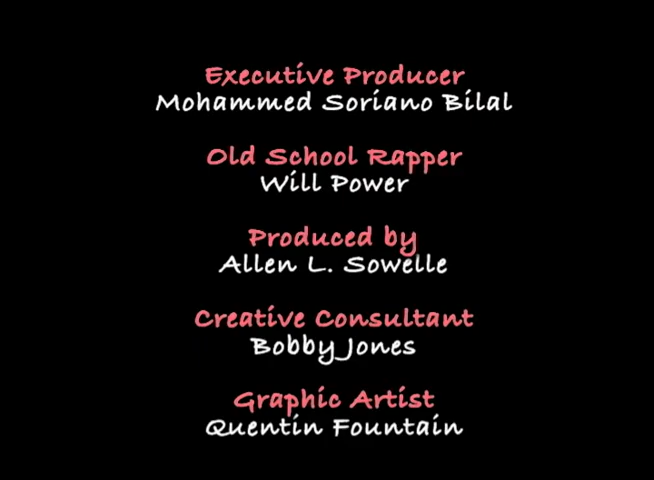 Executive Producer
Mohammed Soriano Bilal
Old School Rapper
Will Power
Produced by
Allen L. Sowelle
Creative Consultant
Bobby Jones
Graphic Artist
Quentin Fountain